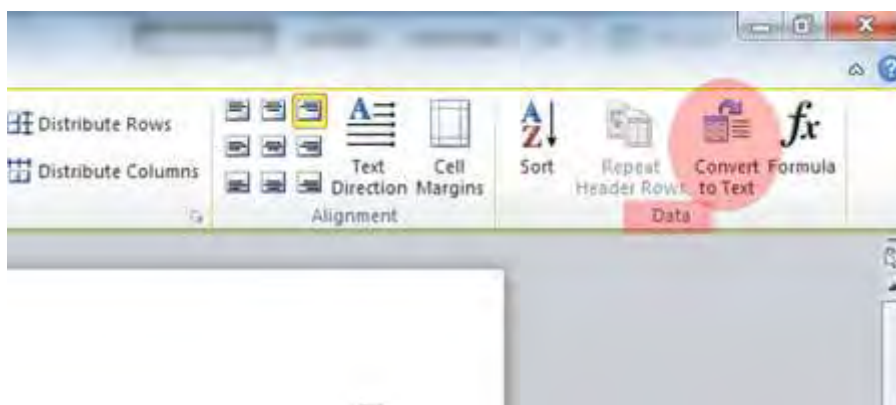 Distribute Rows
Distribute Columns
Text Direction
Cell Margins
Alignment
Sort
Repeat Header Rows
Convert to Text
Formula
Data